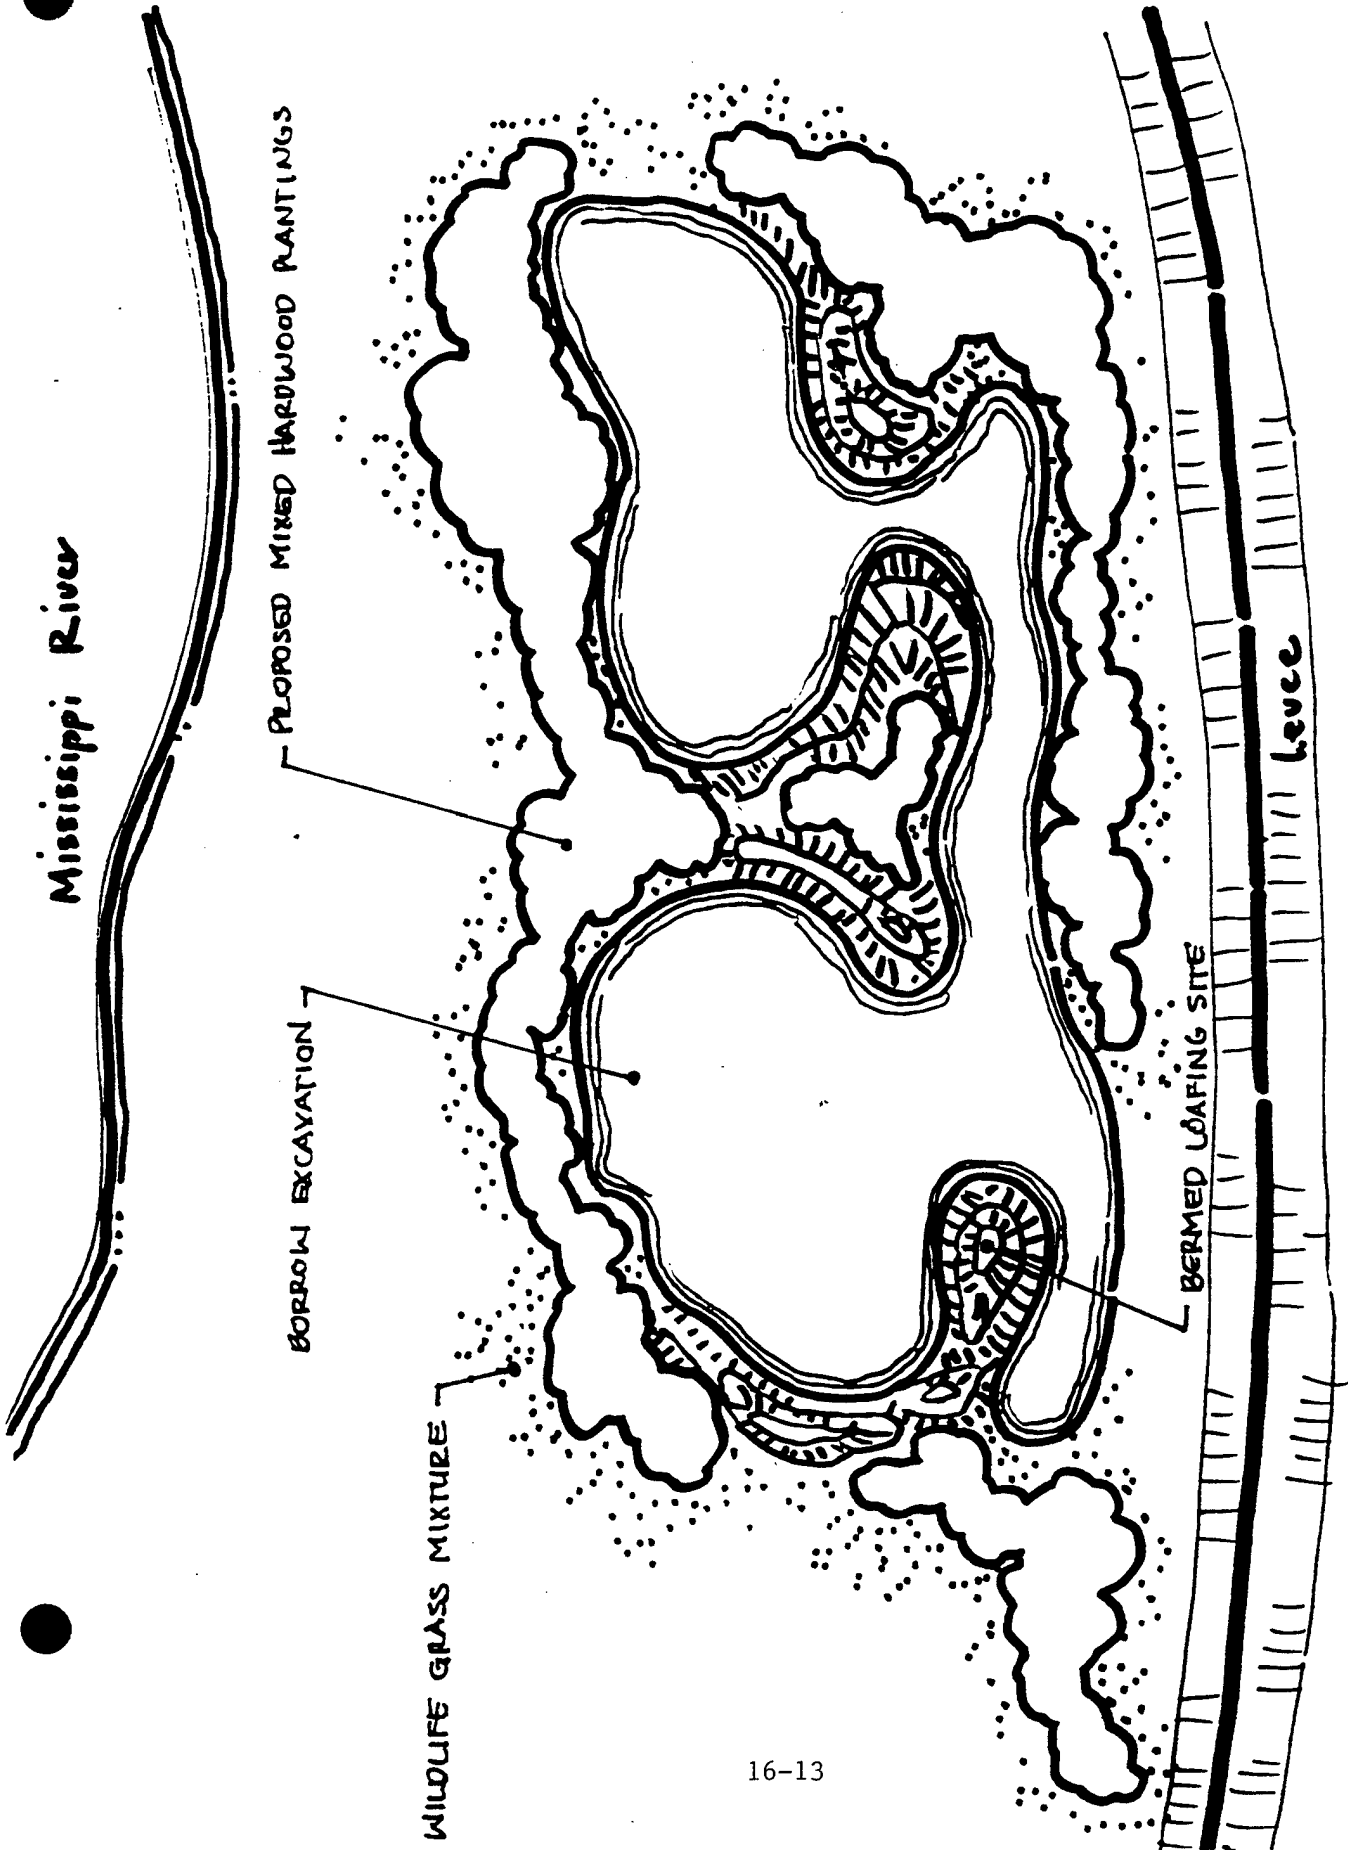 Mississippi River
PROPOSED MIXED HARDWOOD PLANTINGS
BORROW EXCAVATION
WILDLIFE GRASS MIXTURE
BERMED LOAFING SITE
Levee
16-13